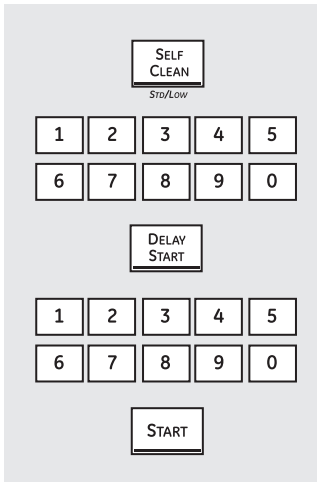 SELF
CLEAN
STD/LOW
1 2 3 4 5
6 7 8 9 0
DELAY
START
1 2 3 4 5
6 7 8 9 0
START